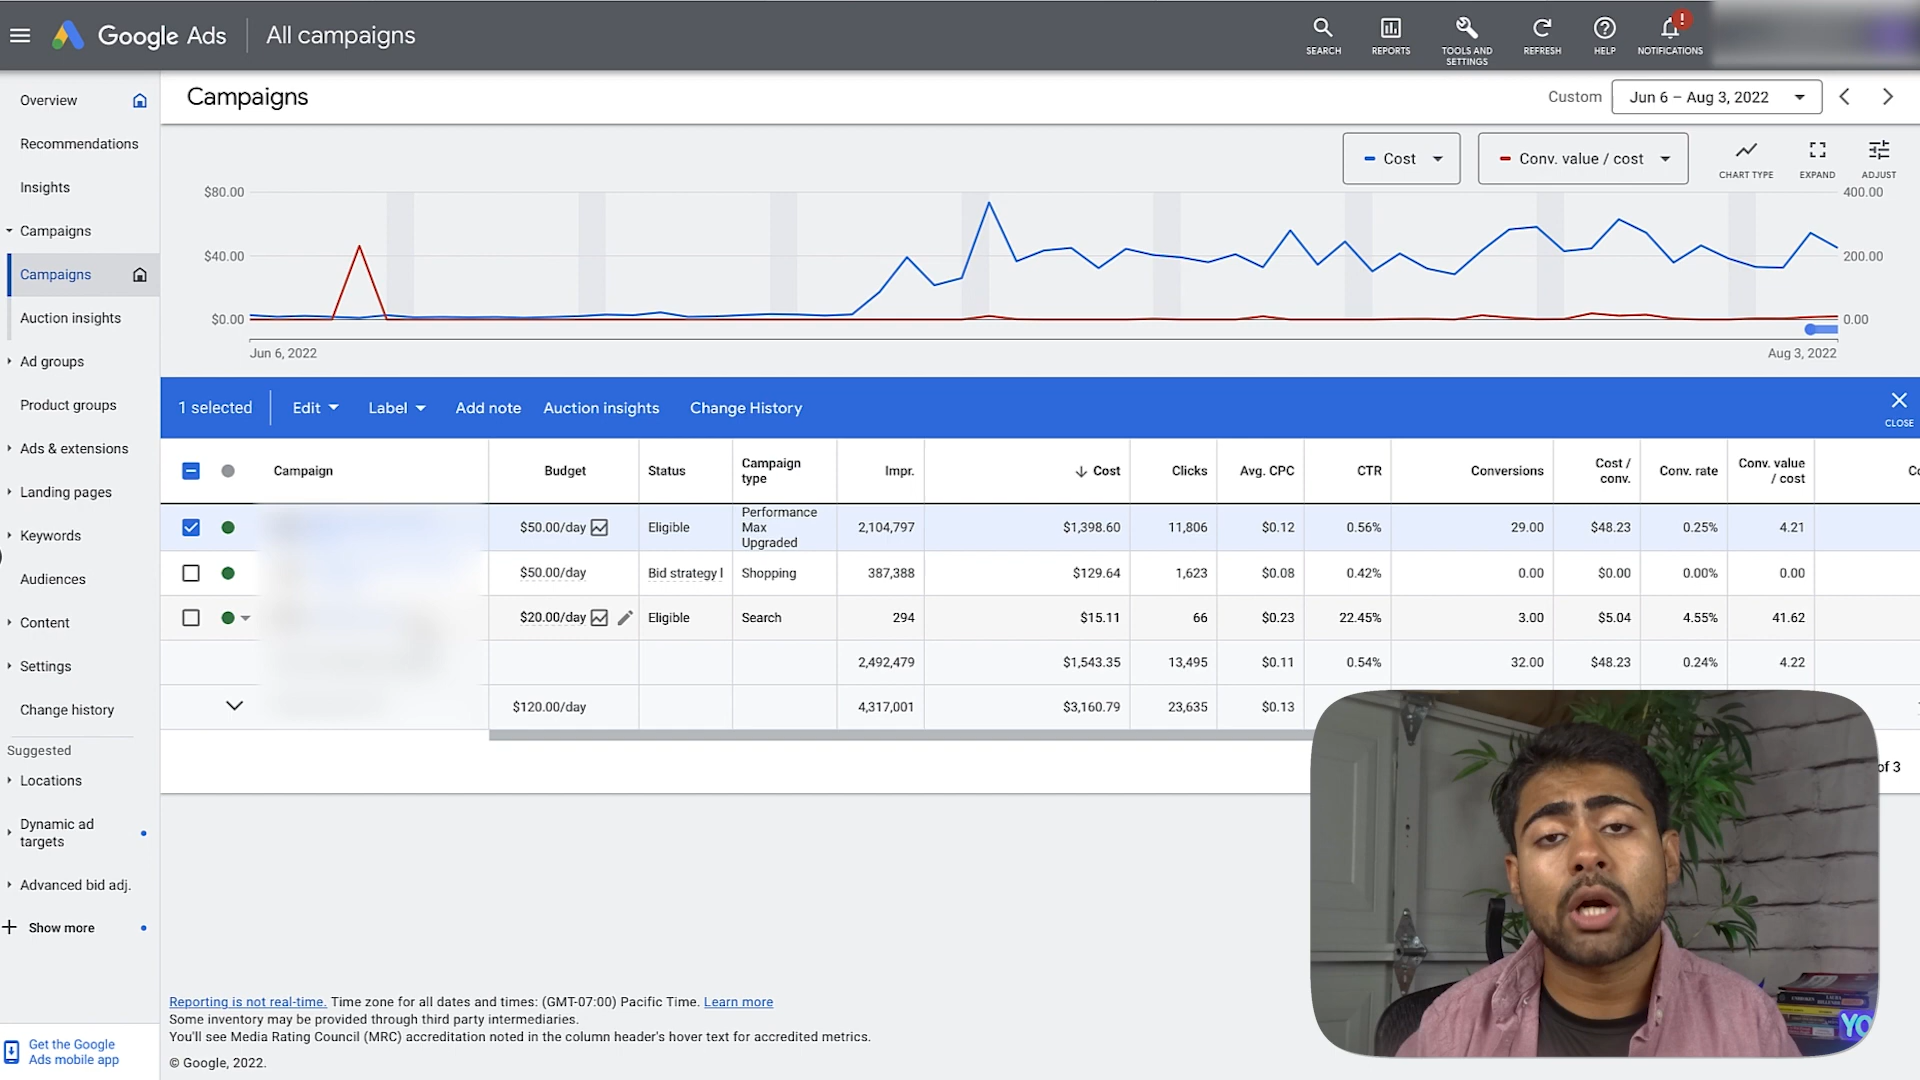 Google Ads
All campaigns
SEARCH
REPORTS
TOOLS AND
SETTINGS
REFRESH
HELP
!
NOTIFICATIONS
Overview
Recommendations
Insights
Campaigns
Campaigns
Auction insights
Ad groups
Product groups
Ads & extensions
Landing pages
Keywords
Audiences
Content
Settings
Change history
Suggested
Locations
Dynamic ad
targets
Advanced bid adj.
Show more
Get the Google
Ads mobile app
Campaigns
Custom
Jun 6 – Aug 3, 2022
Cost
Conv. value / cost
CHART TYPE
EXPAND
ADJUST
$80.00
400.00
$40.00
200.00
$0.00
0.00
Jun 6, 2022
Aug 3, 2022
1 selected
Edit
Label
Add note
Auction insights
Change History
CLOSE
Campaign
Budget
Status
Campaign
type
Impr.
Cost
Clicks
Avg. CPC
CTR
Conversions
Cost /
conv.
Conv. rate
Conv. value
/ cost
$50.00/day
Eligible
Performance
Max
Upgraded
2,104,797
$1,398.60
11,806
$0.12
0.56%
29.00
$48.23
0.25%
4.21
$50.00/day
Bid strategy
Shopping
387,388
$129.64
1,623
$0.08
0.42%
0.00
$0.00
0.00%
0.00
$20.00/day
Eligible
Search
294
$15.11
66
$0.23
22.45%
3.00
$5.04
4.55%
41.62
2,492,479
$1,543.35
13,495
$0.11
0.54%
32.00
$48.23
0.24%
4.22
$120.00/day
4,317,001
$3,160.79
23,635
$0.13
of 3
Reporting is not real-time. Time zone for all dates and times: (GMT-07:00) Pacific Time. Learn more
Some inventory may be provided through third party intermediaries.
You'll see Media Rating Council (MRC) accreditation noted in the column header's hover text for accredited metrics.
© Google, 2022.
YO